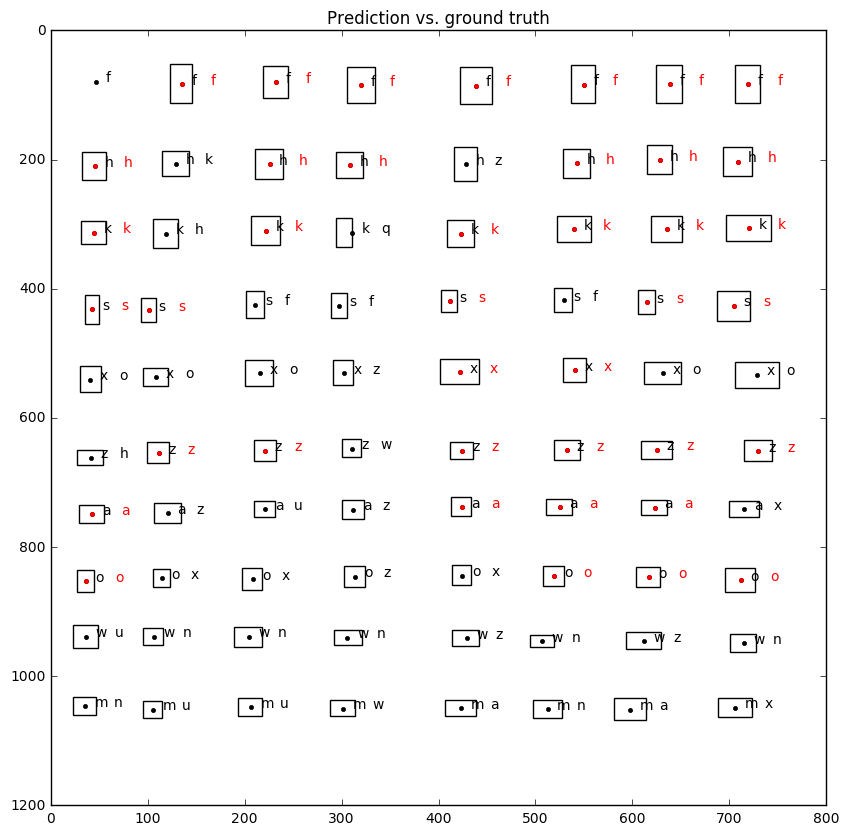 Prediction vs. ground truth
0
f f f f f f f f f f f f f f f
200
h h h k h h h h h z h h h h h h
k k k h k k k q k k k k k k k k
400
s s s s s f s f s s s f s s s s
x o x o x o x z x x x x x o x o
600
z h z z z z z w z z z z z z z z
a a a z a u a z a a a a a a a x
800
o o o x o x o z o x o o o o o o
w u w n w n w n w z w n w z w n
1000
m n m u m u m w m a m n m a m x
1200
0 100 200 300 400 500 600 700 800